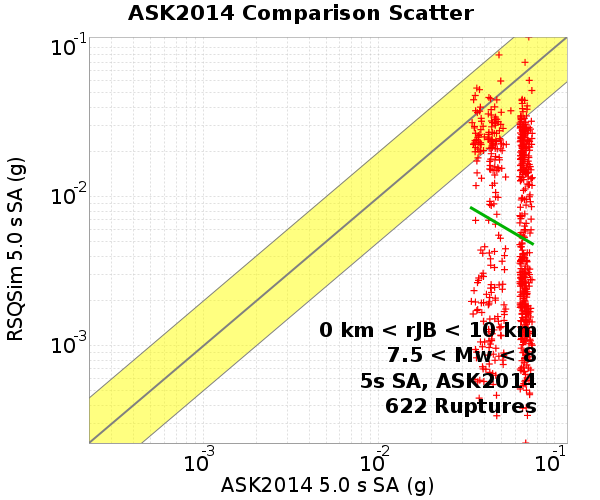 ASK2014 Comparison Scatter
RSQSim 5.0 s SA (g)
10-1
10-2
10-3
0 km < rJB < 10 km
7.5 < Mw < 8
5s SA, ASK2014
622 Ruptures
10-3
10-2
10-1
ASK2014 5.0 s SA (g)